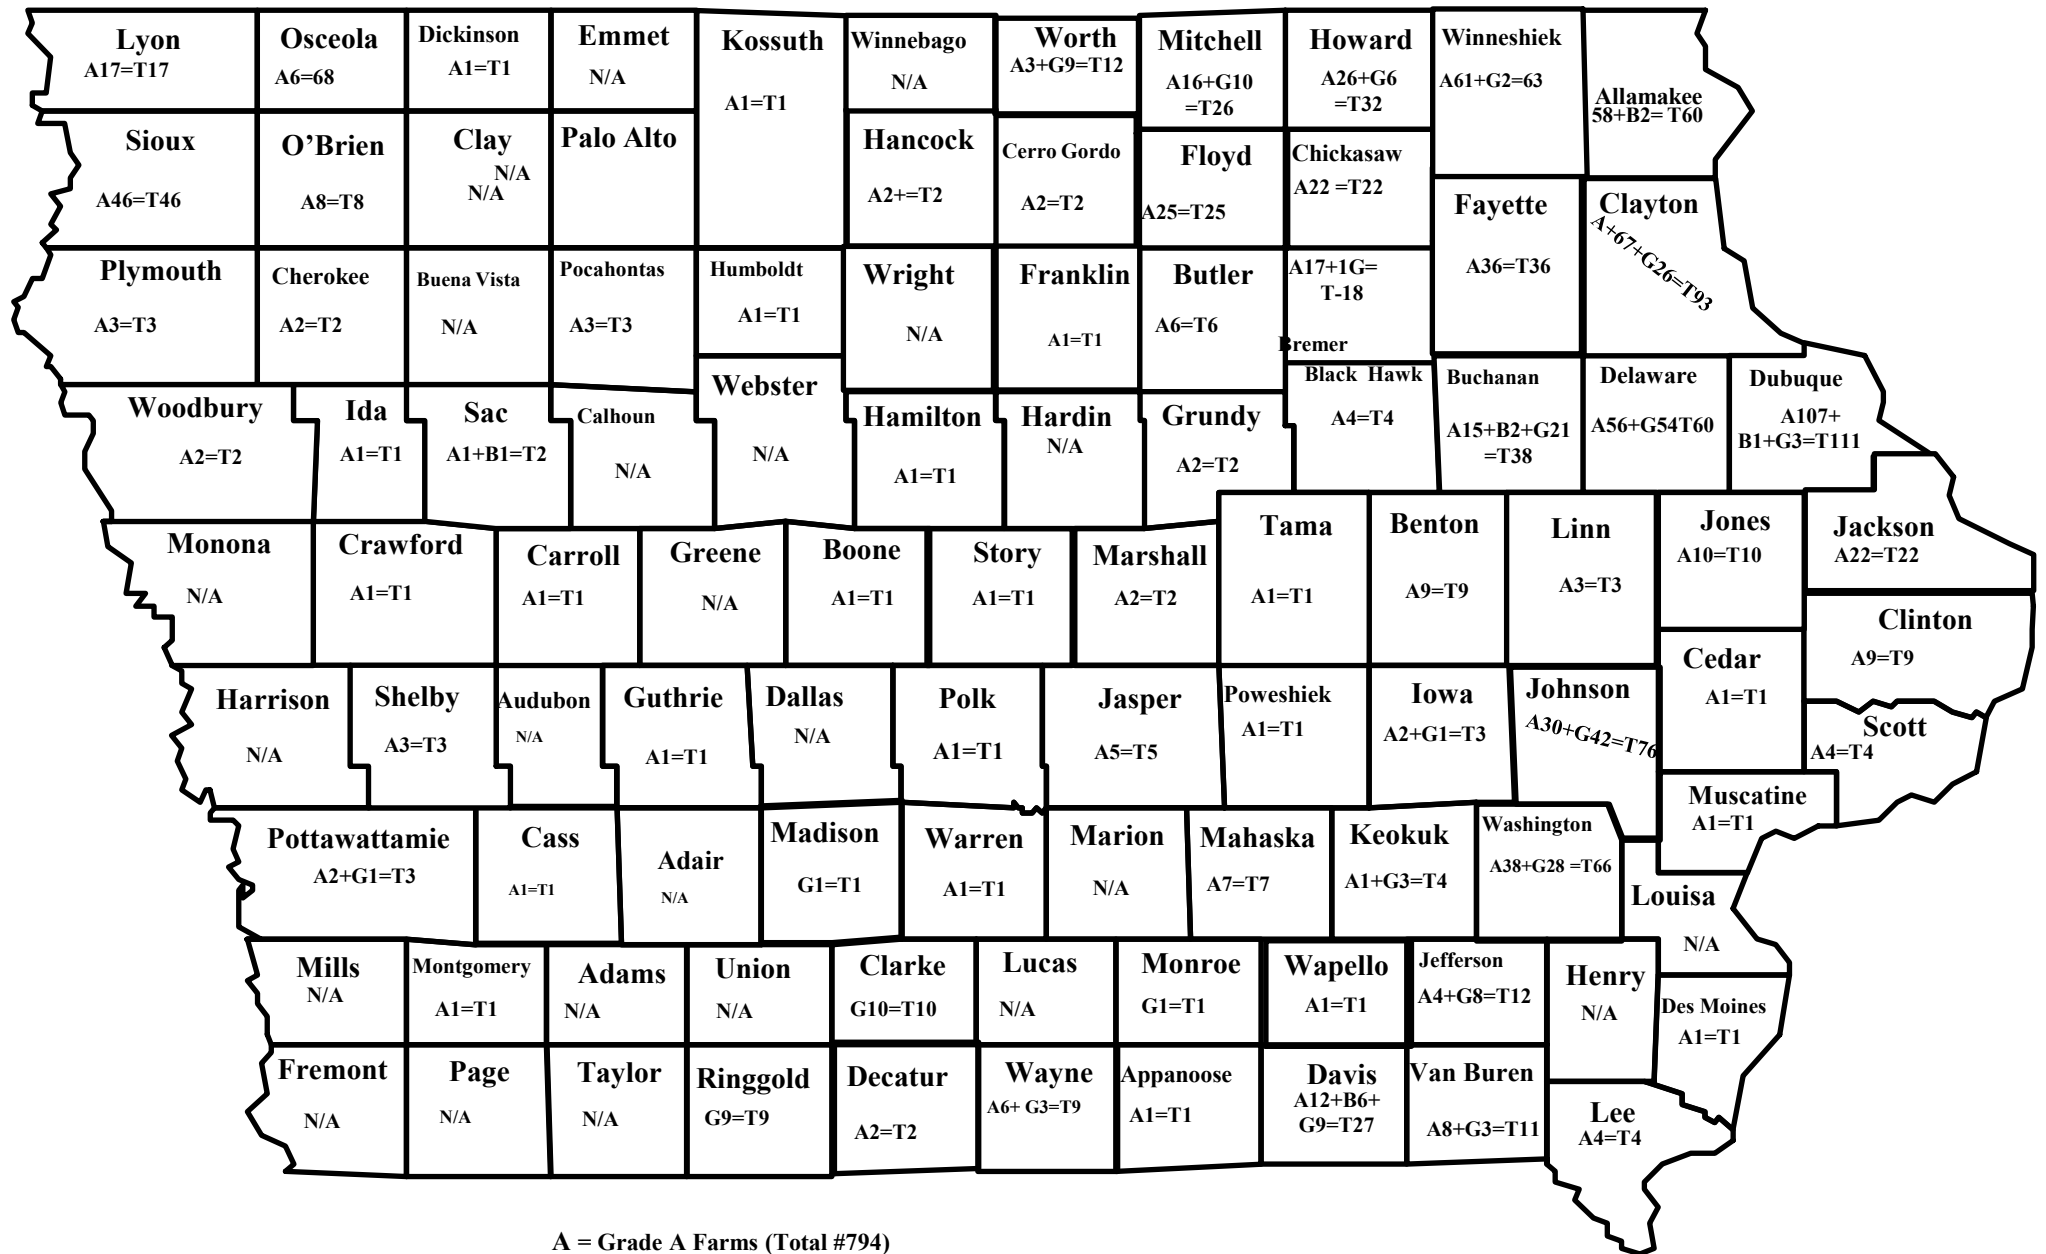 Lyon
A17=T17
Osceola
A6=68
Dickinson
A1=T1
Emmet
N/A
Kossuth
A1=T1
Winnebago
N/A
Worth
A3+G9=T12
Mitchell
A16+G10
=T26
Howard
A26+G6
=T32
Winneshiek
A61+G2=63
Allamakee
58+B2= T60
Sioux
A46=T46
O’Brien
A8=T8
Clay
N/A
N/A
Palo Alto
Hancock
A2+=T2
Cerro Gordo
A2=T2
Floyd
A25=T25
Chickasaw
A22 =T22
Fayette
A36=T36
Clayton
A+67+G26=T93
Plymouth
A3=T3
Cherokee
A2=T2
Buena Vista
N/A
Pocahontas
A3=T3
Humboldt
A1=T1
Wright
N/A
Franklin
A1=T1
Butler
A6=T6
A17+1G=
T-18
Bremer
Woodbury
A2=T2
Ida
A1=T1
Sac
A1+B1=T2
Calhoun
N/A
Webster
N/A
Hamilton
A1=T1
Hardin
N/A
Grundy
A2=T2
Black Hawk
A4=T4
Buchanan
A15+B2+G21
=T38
Delaware
A56+G54T60
Dubuque
A107+
B1+G3=T111
Monona
N/A
Crawford
A1=T1
Carroll
A1=T1
Greene
N/A
Boone
A1=T1
Story
A1=T1
Marshall
A2=T2
Tama
A1=T1
Benton
A9=T9
Linn
A3=T3
Jones
A10=T10
Jackson
A22=T22
Clinton
A9=T9
Harrison
N/A
Shelby
A3=T3
Audubon
N/A
Guthrie
A1=T1
Dallas
N/A
Polk
A1=T1
Jasper
A5=T5
Poweshiek
A1=T1
Iowa
A2+G1=T3
Johnson
A30+G42=T76
Cedar
A1=T1
Scott
A4=T4
Muscatine
A1=T1
Pottawattamie
A2+G1=T3
Cass
A1=T1
Adair
N/A
Madison
G1=T1
Warren
A1=T1
Marion
N/A
Mahaska
A7=T7
Keokuk
A1+G3=T4
Washington
A38+G28 =T66
Louisa
N/A
Mills
N/A
Montgomery
A1=T1
Adams
N/A
Union
N/A
Clarke
G10=T10
Lucas
N/A
Monroe
G1=T1
Wapello
A1=T1
Jefferson
A4+G8=T12
Henry
N/A
Des Moines
A1=T1
Fremont
N/A
Page
N/A
Taylor
N/A
Ringgold
G9=T9
Decatur
A2=T2
Wayne
A6+ G3=T9
Appanoose
A1=T1
Davis
A12+B6+
G9=T27
Van Buren
A8+G3=T11
Lee
A4=T4
A = Grade A Farms (Total #794)